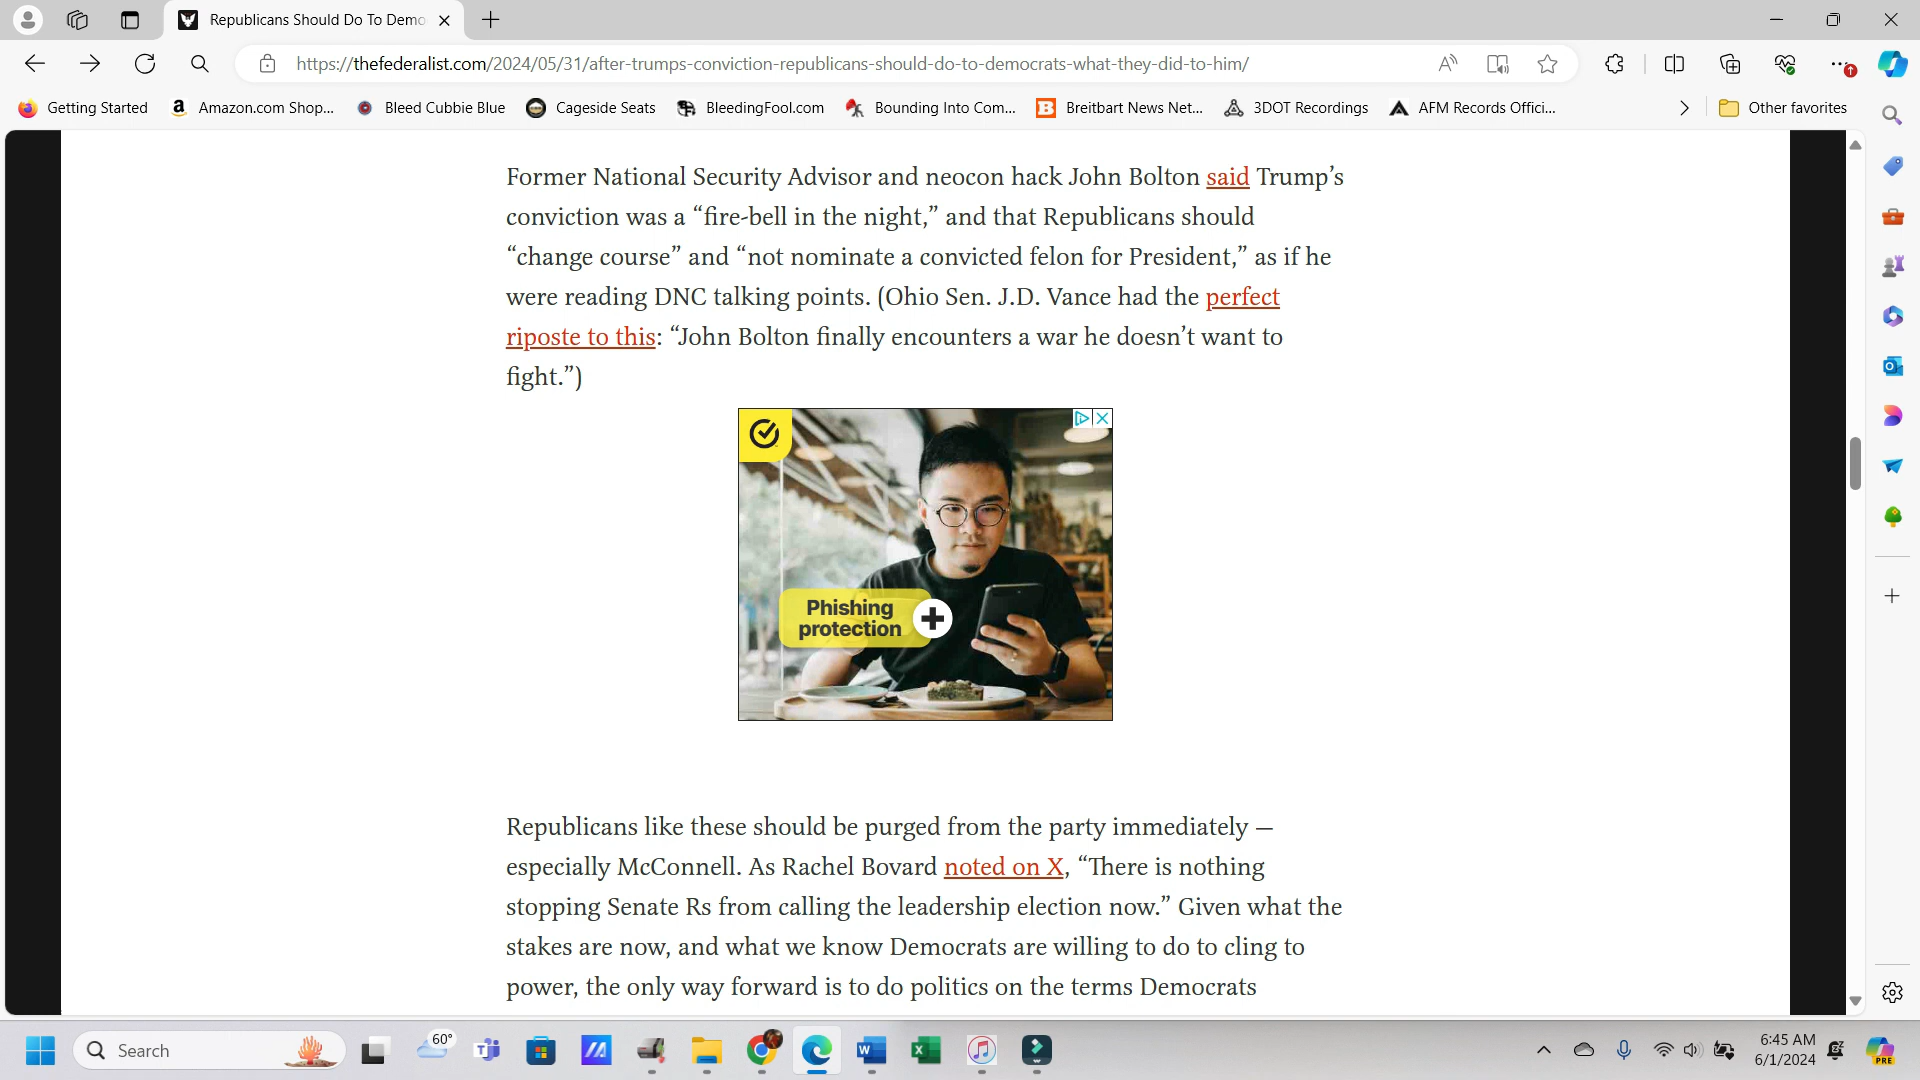 Republicans Should Do To Demo
https://thefederalist.com/2024/05/31/after-trumps-conviction-republicans-should-do-to-democrats-what-they-did-to-him/
Getting Started
Amazon.com Shop...
Bleed Cubbie Blue
Cageside Seats
BleedingFool.com
Bounding Into Com...
Breitbart News Net...
3DOT Recordings
AFM Records Offici...
Other favorites
Former National Security Advisor and neocon hack John Bolton said Trump’s
conviction was a “fire-bell in the night,” and that Republicans should
“change course” and “not nominate a convicted felon for President,” as if he
were reading DNC talking points. (Ohio Sen. J.D. Vance had the perfect
riposte to this: “John Bolton finally encounters a war he doesn’t want to
fight.”)
Phishing
protection
Republicans like these should be purged from the party immediately —
especially McConnell. As Rachel Bovard noted on X, “There is nothing
stopping Senate Rs from calling the leadership election now.” Given what the
stakes are now, and what we know Democrats are willing to do to cling to
power, the only way forward is to do politics on the terms Democrats
Search
60°
6:45 AM
6/1/2024
PRE